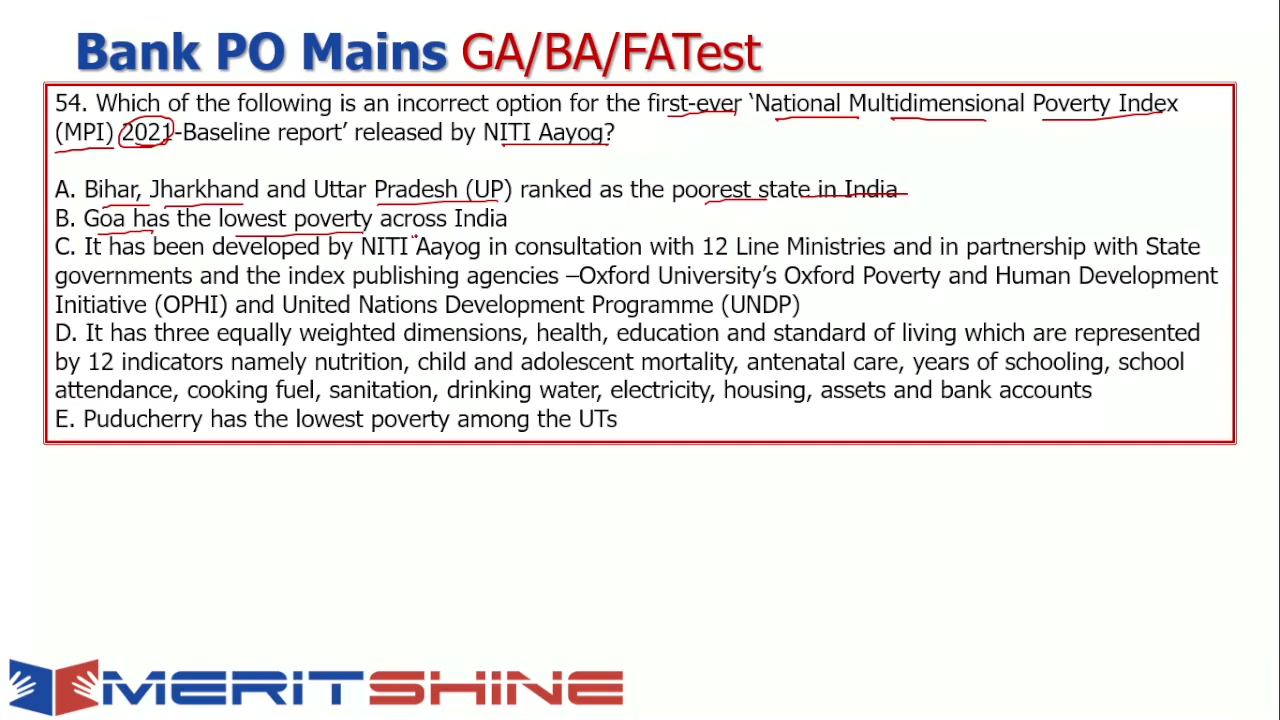 Bank PO Mains GA/BA/FATest
54. Which of the following is an incorrect option for the first-ever ‘National Multidimensional Poverty Index
(MPI) 2021-Baseline report’ released by NITI Aayog?
A. Bihar, Jharkhand and Uttar Pradesh (UP) ranked as the poorest state in India
B. Goa has the lowest poverty across India
C. It has been developed by NITI Aayog in consultation with 12 Line Ministries and in partnership with State
governments and the index publishing agencies –Oxford University’s Oxford Poverty and Human Development
Initiative (OPHI) and United Nations Development Programme (UNDP)
D. It has three equally weighted dimensions, health, education and standard of living which are represented
by 12 indicators namely nutrition, child and adolescent mortality, antenatal care, years of schooling, school
attendance, cooking fuel, sanitation, drinking water, electricity, housing, assets and bank accounts
E. Puducherry has the lowest poverty among the UTs
MERITSHINE